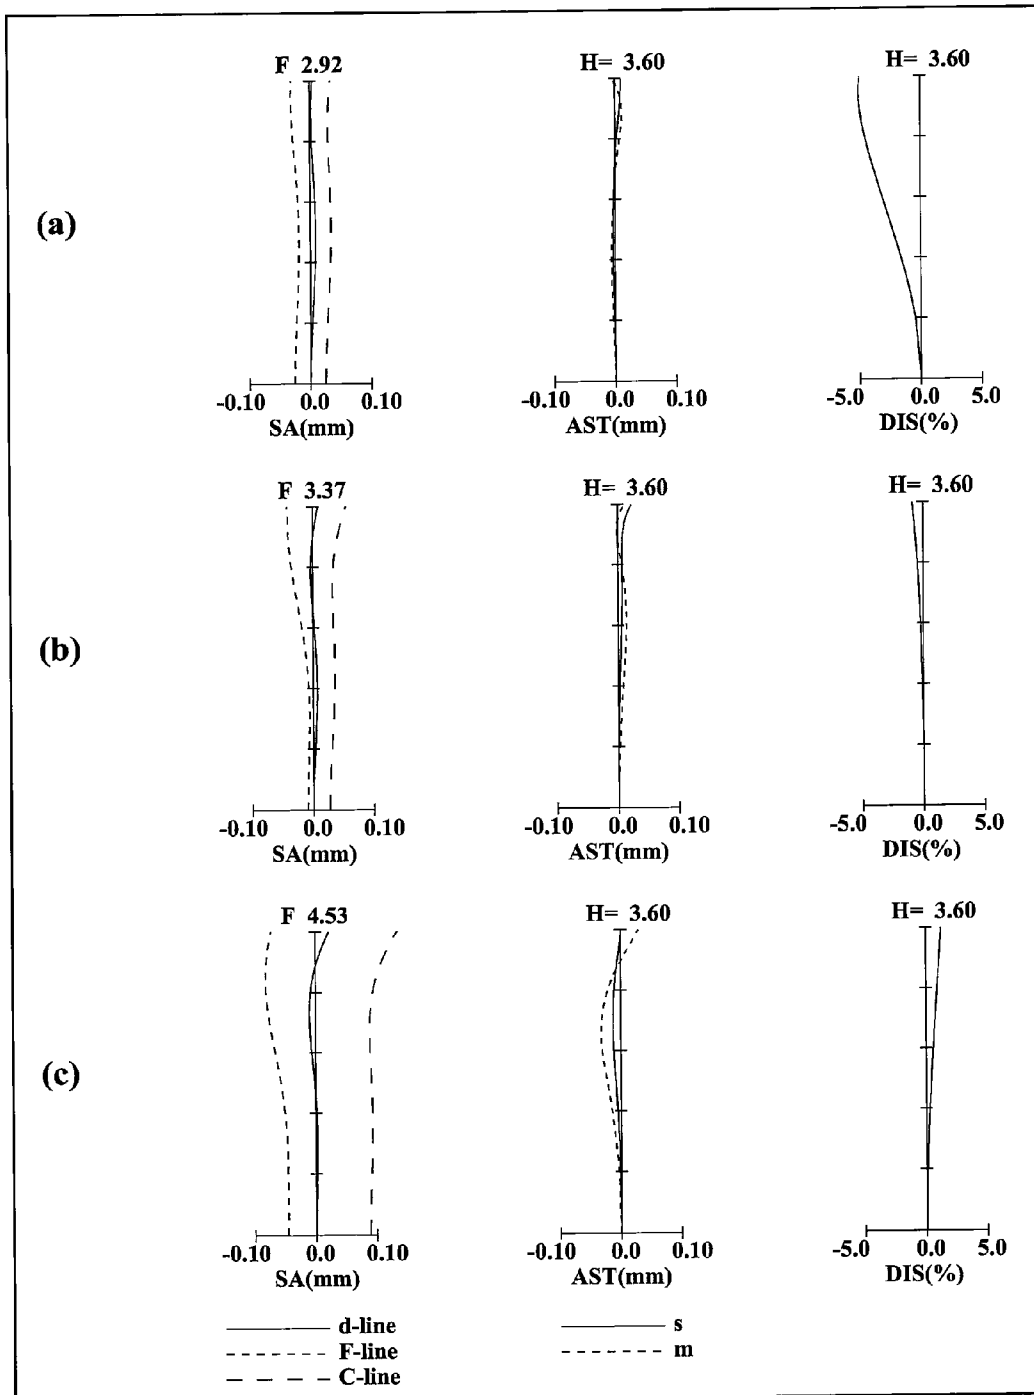 F 2.92
H= 3.60
H= 3.60
(a)
-0.10 0.0 0.10
SA(mm)
-0.10 0.0 0.10
AST(mm)
-5.0 0.0 5.0
DIS(%)
F 3.37
H= 3.60
H= 3.60
(b)
-0.10 0.0 0.10
SA(mm)
-0.10 0.0 0.10
AST(mm)
-5.0 0.0 5.0
DIS(%)
F 4.53
H= 3.60
H= 3.60
(c)
-0.10 0.0 0.10
SA(mm)
-0.10 0.0 0.10
AST(mm)
-5.0 0.0 5.0
DIS(%)
d-line
F-line
C-line
s
m